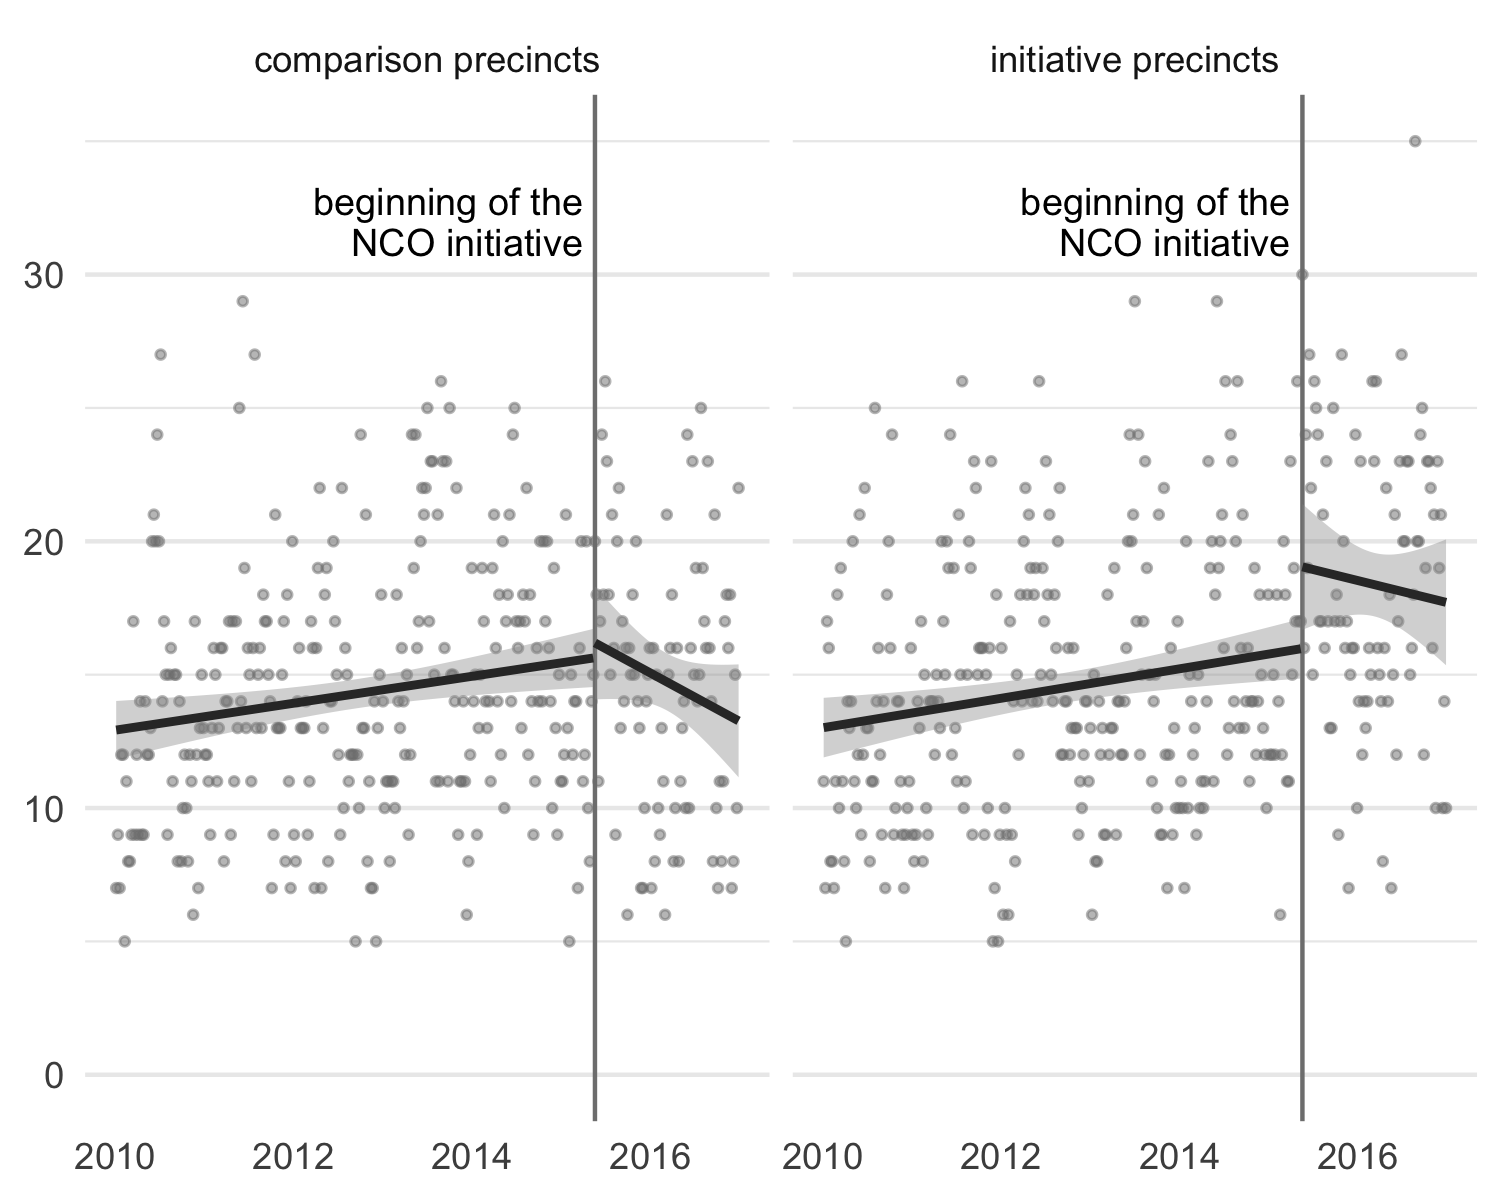 comparison precincts
initiative precincts
beginning of the
NCO initiative
beginning of the
NCO initiative
30
20
10
0
2010 2012 2014 2016 2010 2012 2014 2016